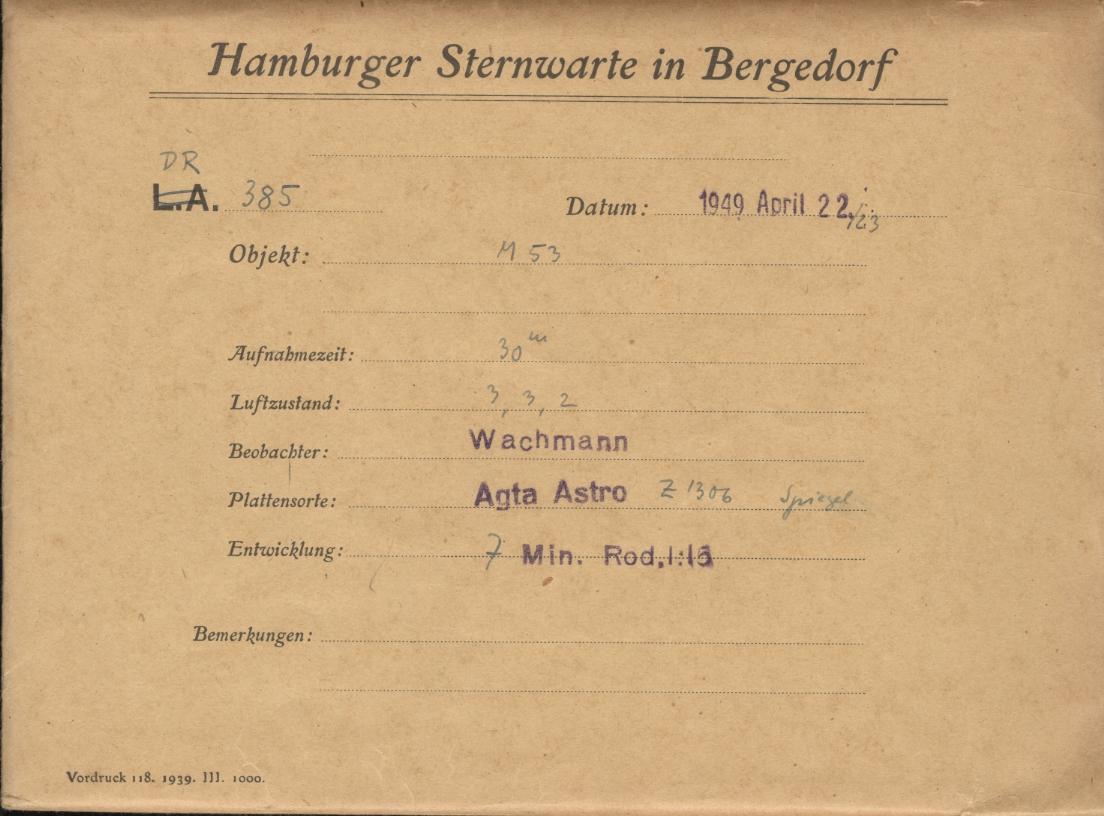 Hamburger Sternwarte in Bergedorf
DR
L.A. 385 Datum: 1949 April 22./23
Objekt: M 53
Aufnahmezeit: 30m
Luftzustand: 3, 3, 2
Beobachter: Wachmann
Plattensorte: Agfa Astro Z 1306 Spiegel
Entwicklung: 7 Min. Rod,1:15
Bemerkungen:
Vordruck 118. 1939. III. 1000.